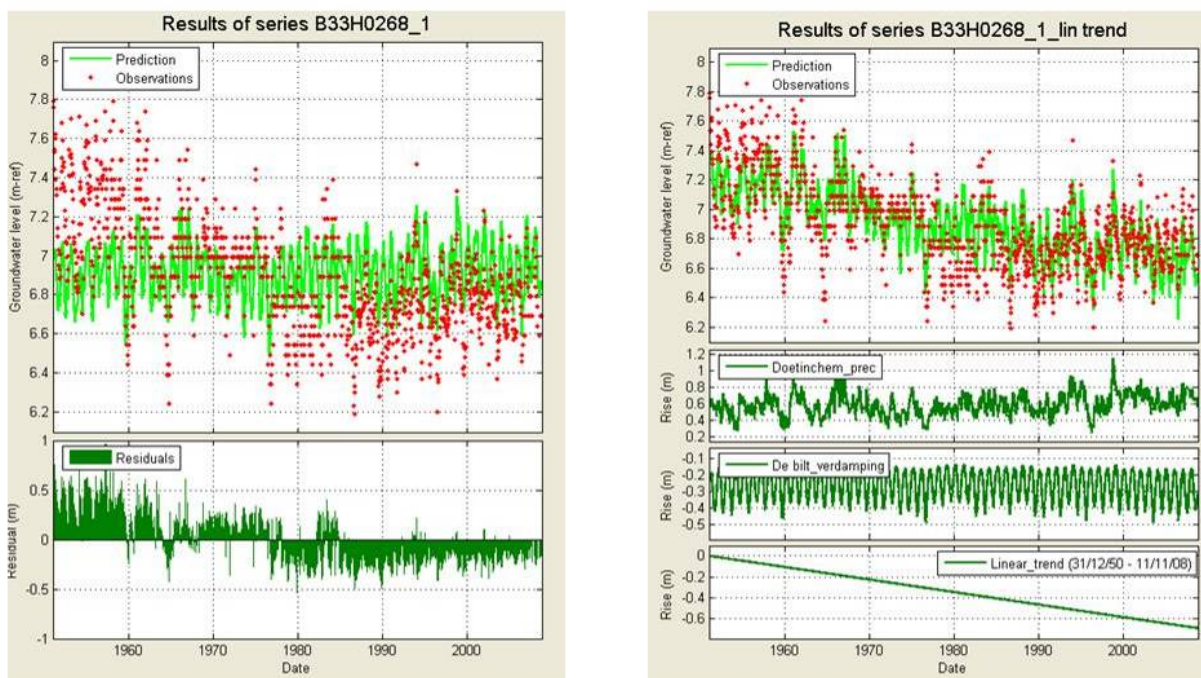 Results of series B33H0268_1
Prediction
Observations
Groundwater level (m-ref)
8
7.8
7.6
7.4
7.2
7
6.8
6.6
6.4
6.2
Residuals
Residual (m)
1
0.5
0
-0.5
-1
1960 1970 1980 1990 2000
Date
Results of series B33H0268_1_lin trend
Prediction
Observations
Groundwater level (m-ref)
8
7.8
7.6
7.4
7.2
7
6.8
6.6
6.4
6.2
Doetinchem_prec
Rise (m)
1.2
1
0.8
0.6
0.4
0.2
De bilt_verdamping
Rise (m)
-0.1
-0.2
-0.3
-0.4
-0.5
Linear_trend (31/12/50 - 11/11/08)
Rise (m)
0
-0.2
-0.4
-0.6
1960 1970 1980 1990 2000
Date